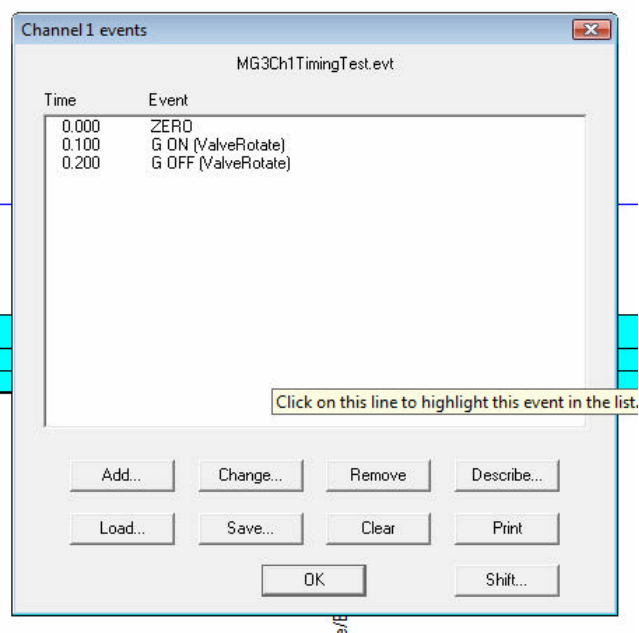 Channel 1 events
MG3Ch1TimingTest.evt
Time Event
0.000 ZERO
0.100 G ON (ValveRotate)
0.200 G OFF (ValveRotate)
Click on this line to highlight this event in the list.
Add... Change... Remove Describe...
Load... Save... Clear Print
OK Shift...